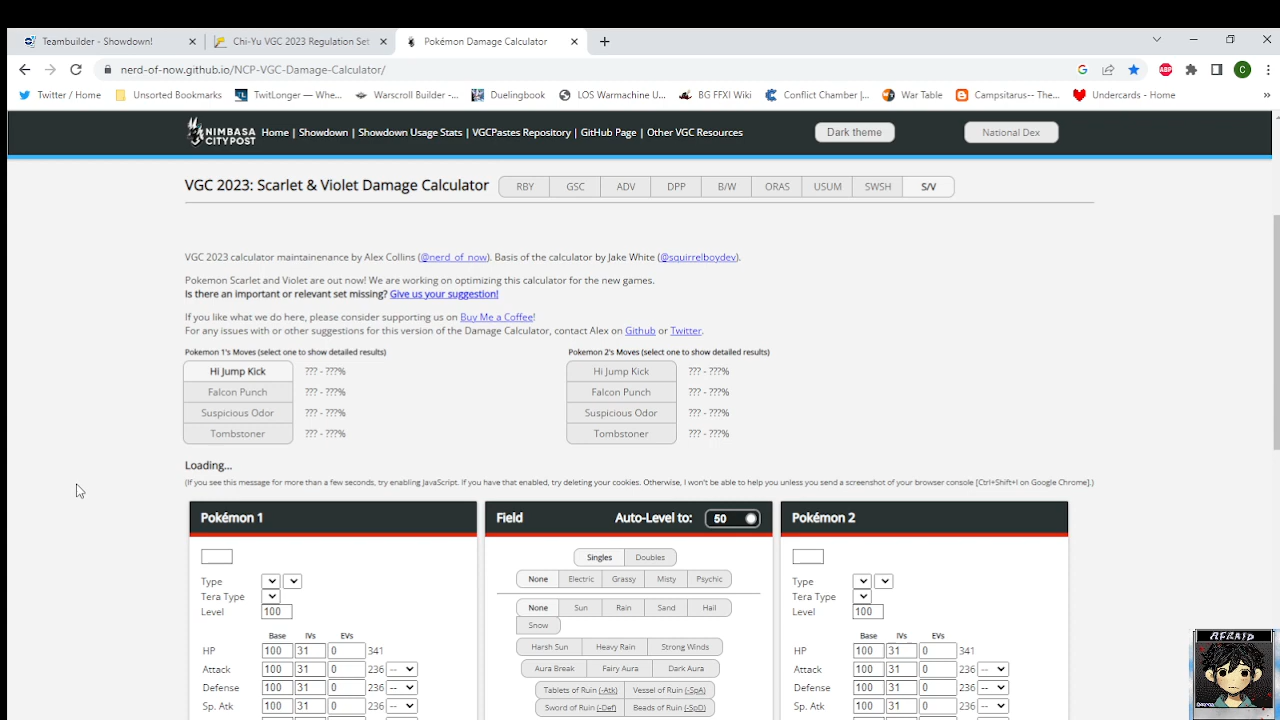 Teambuilder - Showdown!
Chi-Yu VGC 2023 Regulation Set
Pokémon Damage Calculator
nerd-of-now.github.io/NCP-VGC-Damage-Calculator/
ABP
C
Twitter / Home
Unsorted Bookmarks
TwitLonger — Whe...
Warscroll Builder -...
Duelingbook
LOS Warmachine U...
BG FFXI Wiki
Conflict Chamber |...
War Table
Campsitarus-- The...
Undercards - Home
»
NIMBASA
CITY POST
Home | Showdown | Showdown Usage Stats | VGCPastes Repository | GitHub Page | Other VGC Resources
Dark theme
National Dex
VGC 2023: Scarlet & Violet Damage Calculator
RBY GSC ADV DPP B/W ORAS USUM SWSH S/V
VGC 2023 calculator maintainenance by Alex Collins (@nerd_of_now). Basis of the calculator by Jake White (@squirrelboydev).
Pokemon Scarlet and Violet are out now! We are working on optimizing this calculator for the new games.
Is there an important or relevant set missing? Give us your suggestion!
If you like what we do here, please consider supporting us on Buy Me a Coffee!
For any issues with or other suggestions for this version of the Damage Calculator, contact Alex on Github or Twitter.
Pokemon 1's Moves (select one to show detailed results)
Hi Jump Kick ??? - ???%
Falcon Punch ??? - ???%
Suspicious Odor ??? - ???%
Tombstoner ??? - ???%
Pokemon 2's Moves (select one to show detailed results)
Hi Jump Kick ??? - ???%
Falcon Punch ??? - ???%
Suspicious Odor ??? - ???%
Tombstoner ??? - ???%
Loading...
(If you see this message for more than a few seconds, try enabling JavaScript. If you have that enabled, try deleting your cookies. Otherwise, I won't be able to help you unless you send a screenshot of your browser console [Ctrl+Shift+I on Google Chrome].)
Pokémon 1
Type
Tera Type
Level 100
Base IVs EVs
HP 100 31 0 341
Attack 100 31 0 236 --
Defense 100 31 0 236 --
Sp. Atk 100 31 0 236 --
Field Auto-Level to: 50
Singles Doubles
None Electric Grassy Misty Psychic
None Sun Rain Sand Hail
Snow
Harsh Sun Heavy Rain Strong Winds
Aura Break Fairy Aura Dark Aura
Tablets of Ruin (-Atk) Vessel of Ruin (-SpA)
Sword of Ruin (-Def) Beads of Ruin (-SpD)
Pokémon 2
Type
Tera Type
Level 100
Base IVs EVs
HP 100 31 0 341
Attack 100 31 0 236 --
Defense 100 31 0 236 --
Sp. Atk 100 31 0 236 --
AFRAID